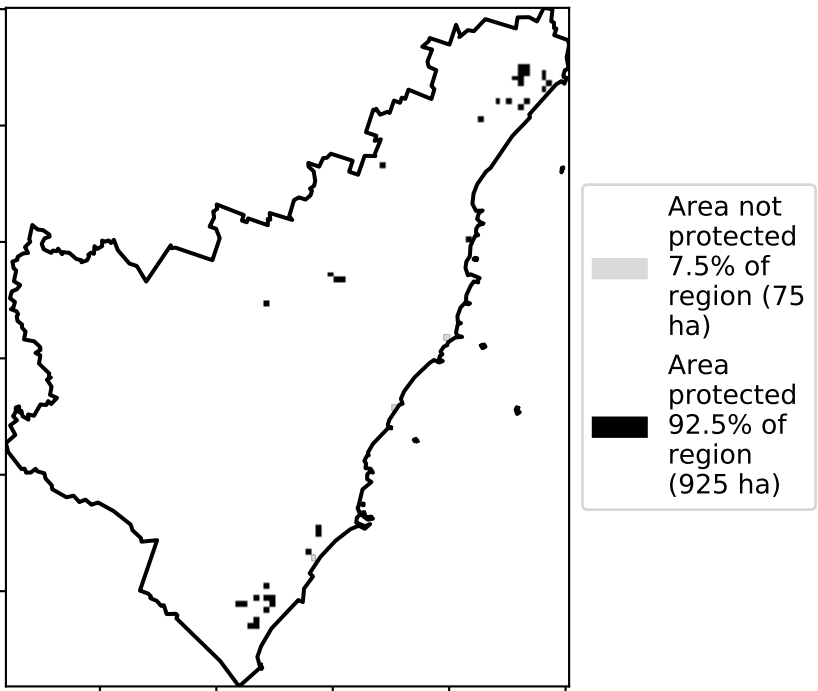 Area not
protected
7.5% of
region (75
ha)
Area
protected
92.5% of
region
(925 ha)